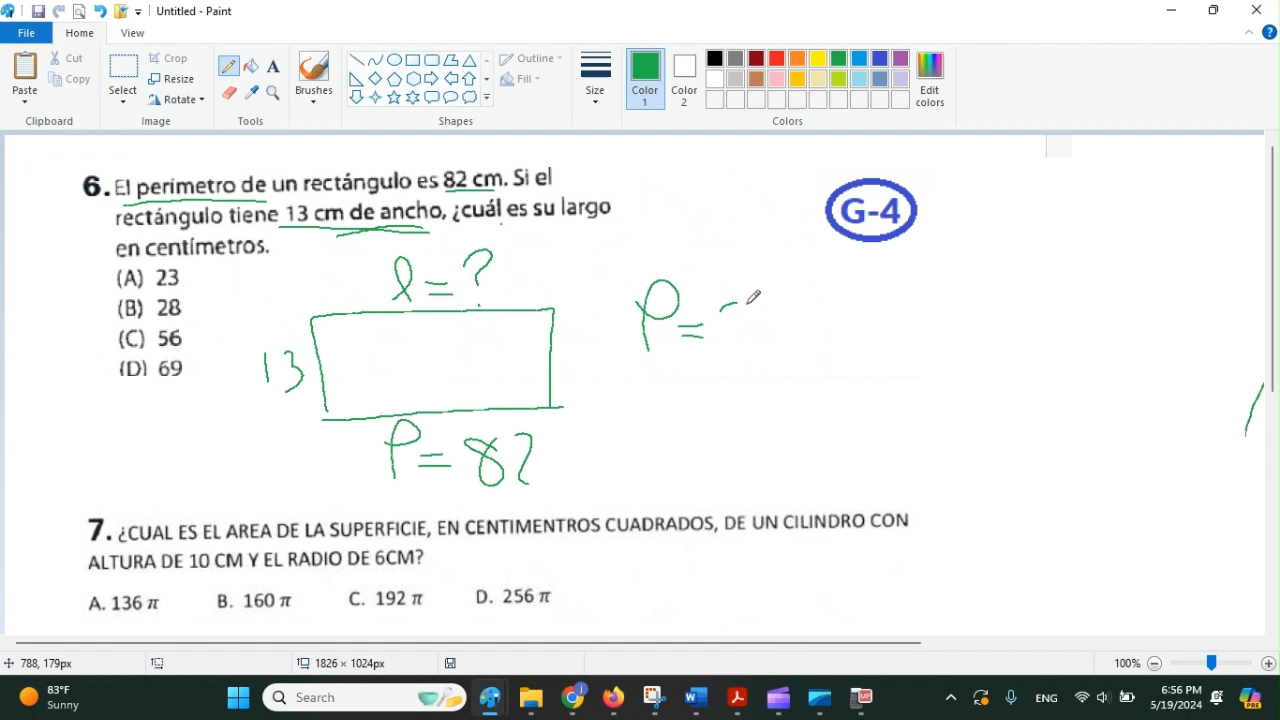 Untitled - Paint
File
Home
View
Paste
Cut
Copy
Clipboard
Select
Crop
Resize
Rotate
Image
A
Tools
Brushes
Shapes
Outline
Fill
Size
Color 1
Color 2
Edit colors
Colors
6. El perímetro de un rectángulo es 82 cm. Si el
rectángulo tiene 13 cm de ancho, ¿cuál es su largo
en centímetros.
(A) 23
(B) 28
(C) 56
(D) 69
G-4
l = ?
13
P = 82
P =
7. ¿CUAL ES EL AREA DE LA SUPERFICIE, EN CENTIMENTROS CUADRADOS, DE UN CILINDRO CON
ALTURA DE 10 CM Y EL RADIO DE 6CM?
A. 136 π B. 160 π C. 192 π D. 256 π
788, 179px
1826 × 1024px
100%
83°F
Sunny
Search
ENG
6:56 PM
5/19/2024